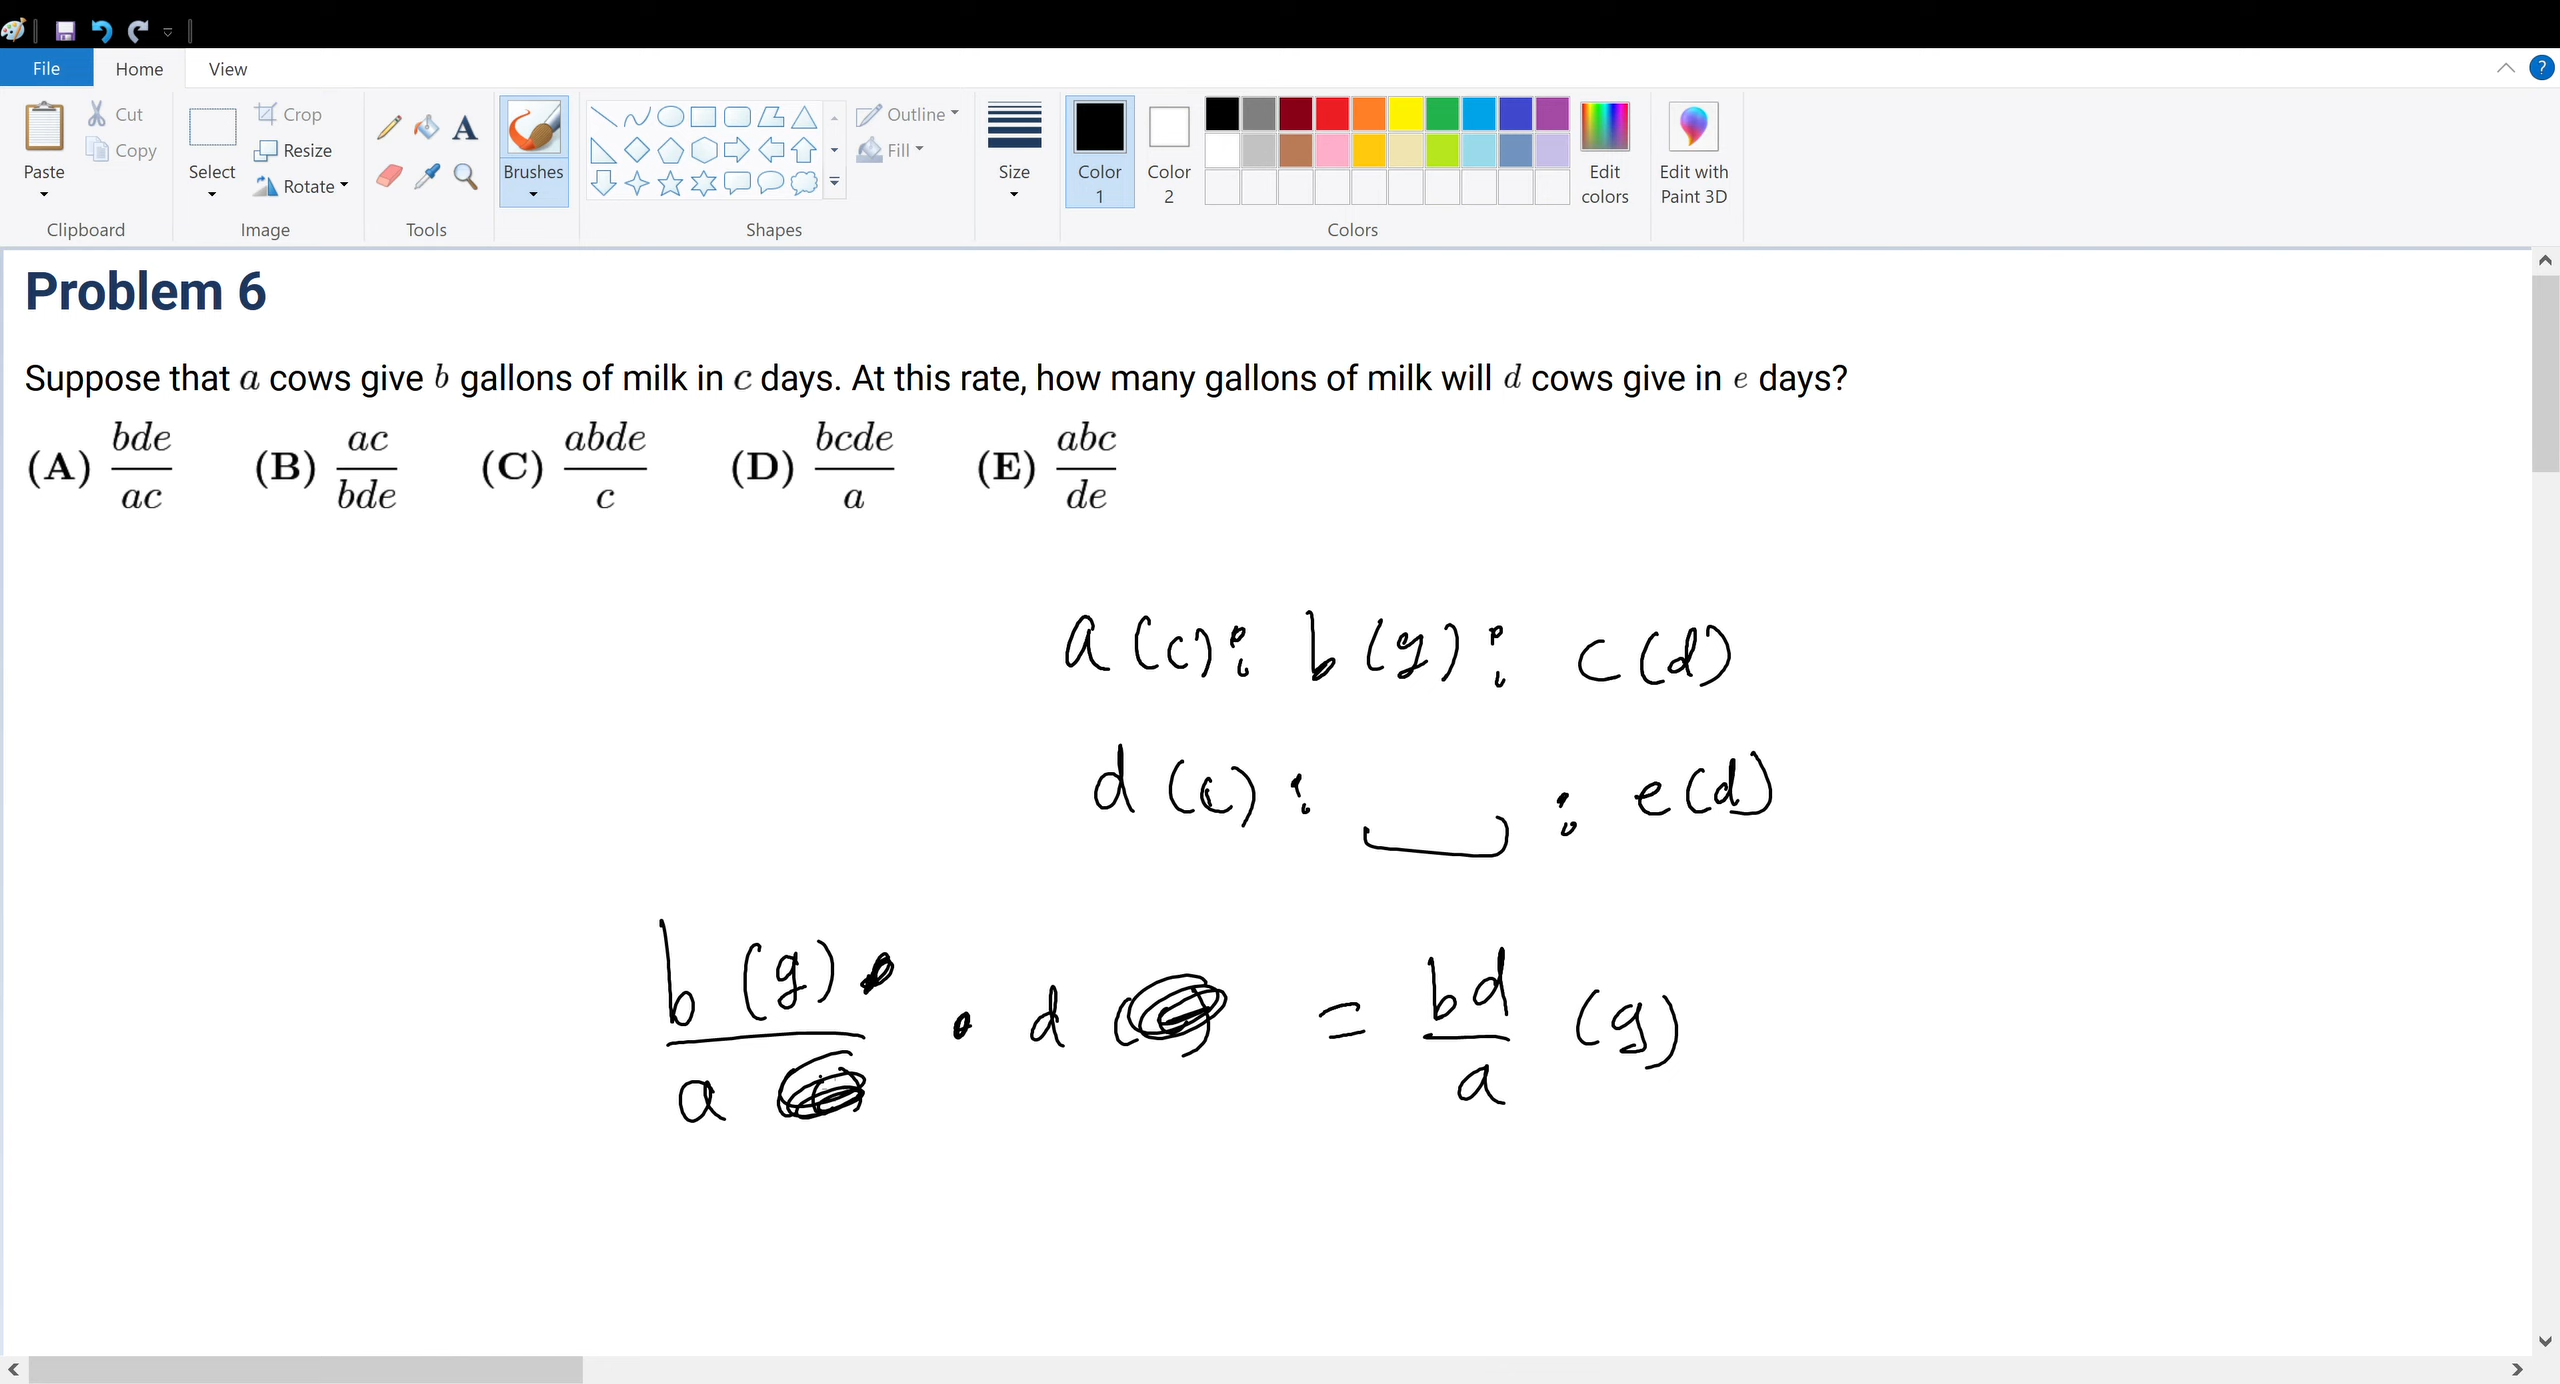 File Home View
Paste Cut Copy Clipboard
Select Crop Resize Rotate Image
Tools
Brushes
Outline Fill Shapes
Size
Color 1 Color 2 Edit colors Colors
Edit with Paint 3D
Problem 6
Suppose that a cows give b gallons of milk in c days. At this rate, how many gallons of milk will d cows give in e days?
(A) bde/ac (B) ac/bde (C) abde/c (D) bcde/a (E) abc/de
a (c) : b (g) : c (d)
d (c) : : e (d)
b (g) / a · d = bd/a (g)